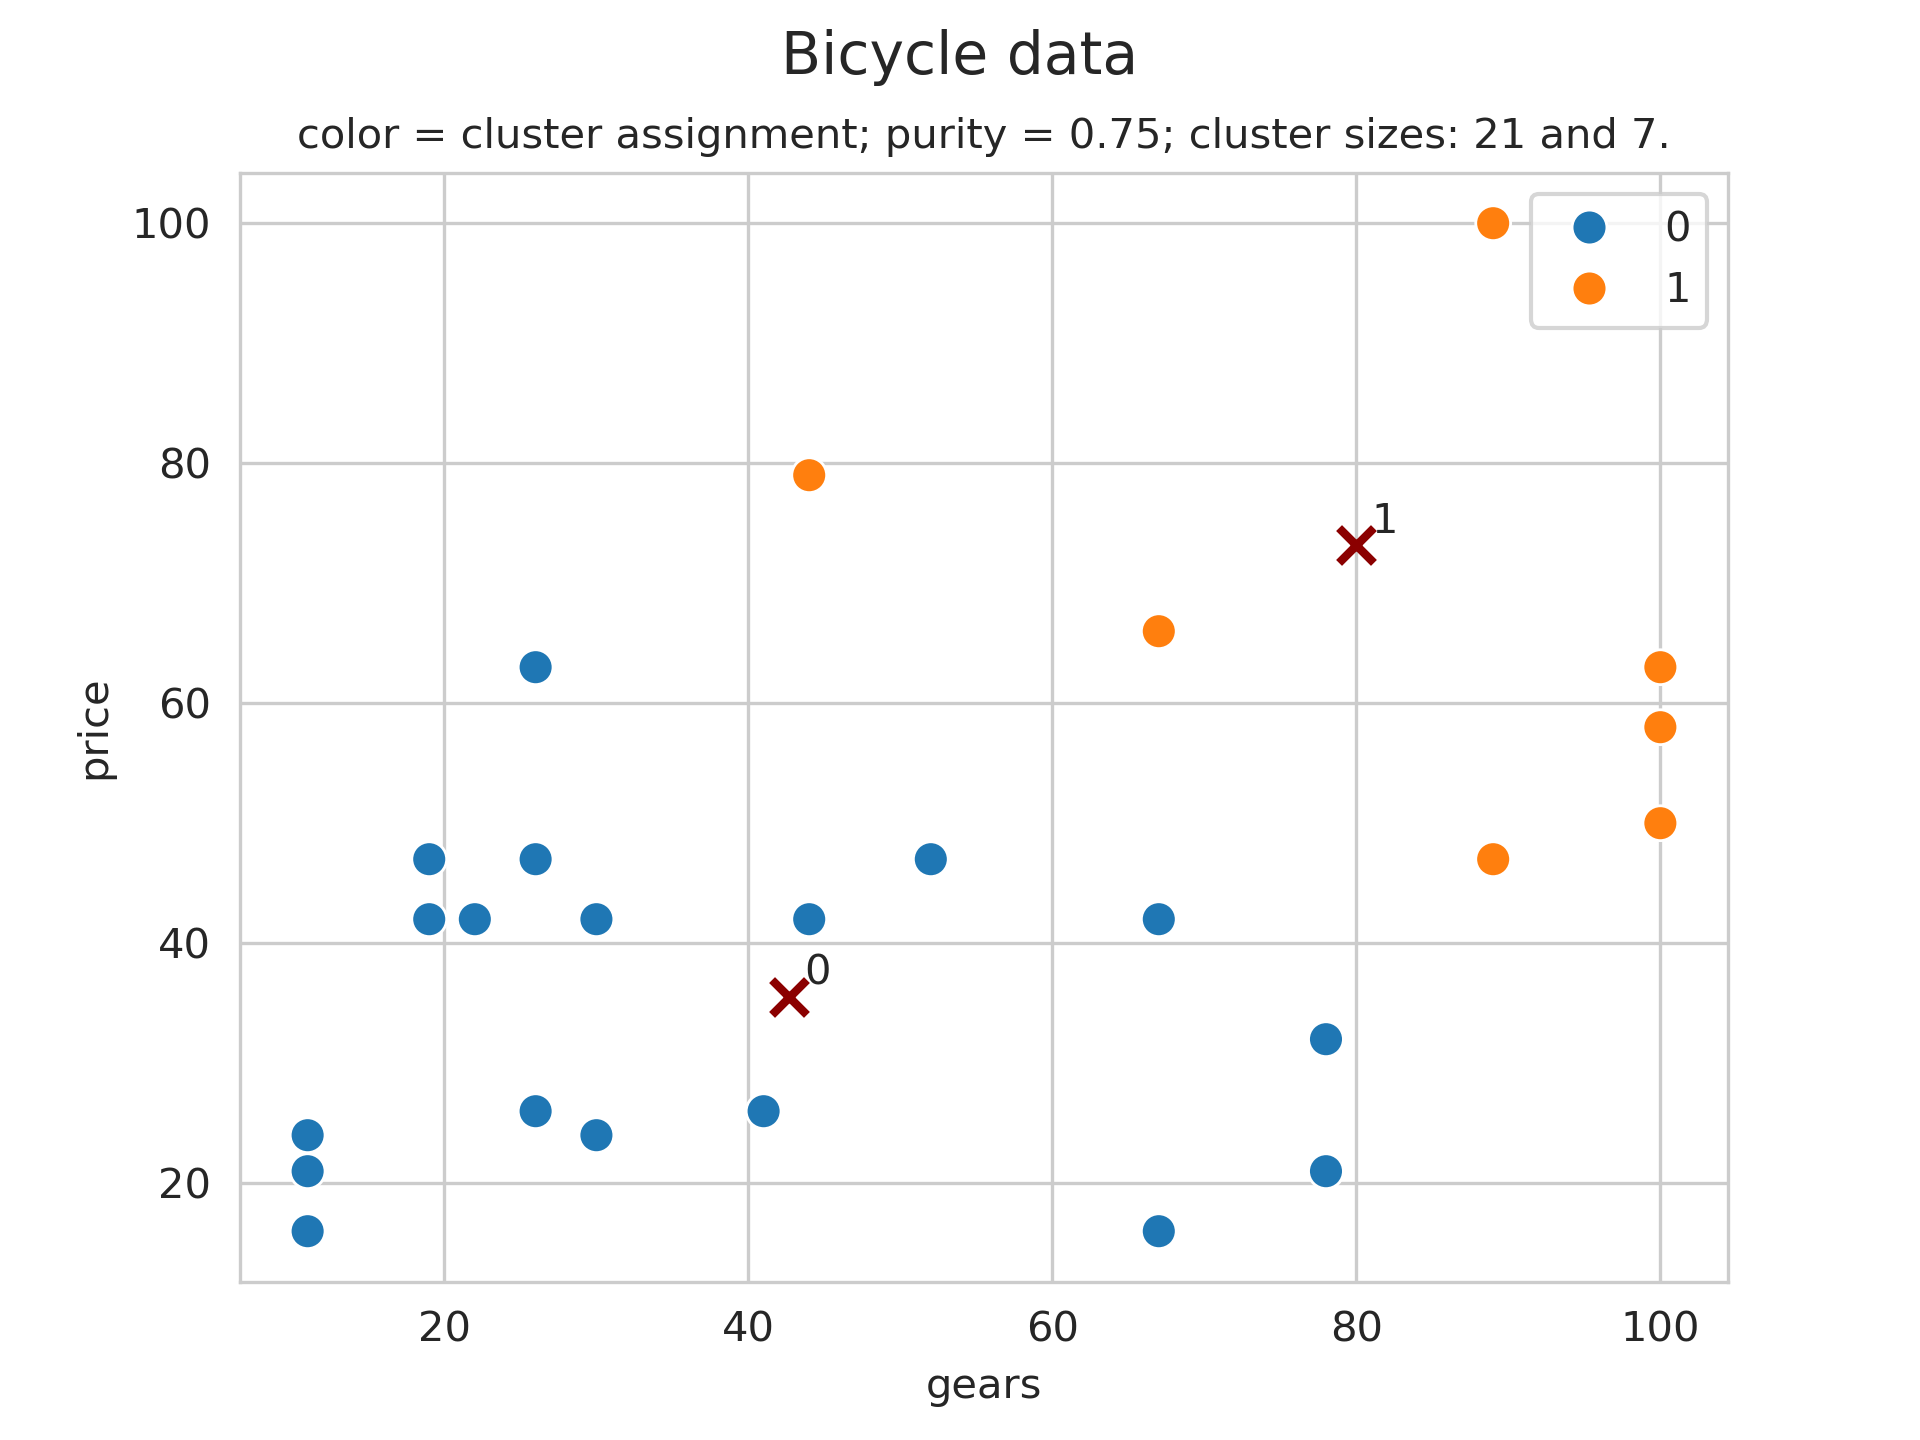 Bicycle data
color = cluster assignment; purity = 0.75; cluster sizes: 21 and 7.
100
0
1
80
1
60
price
40
0
20
20 40 60 80 100
gears